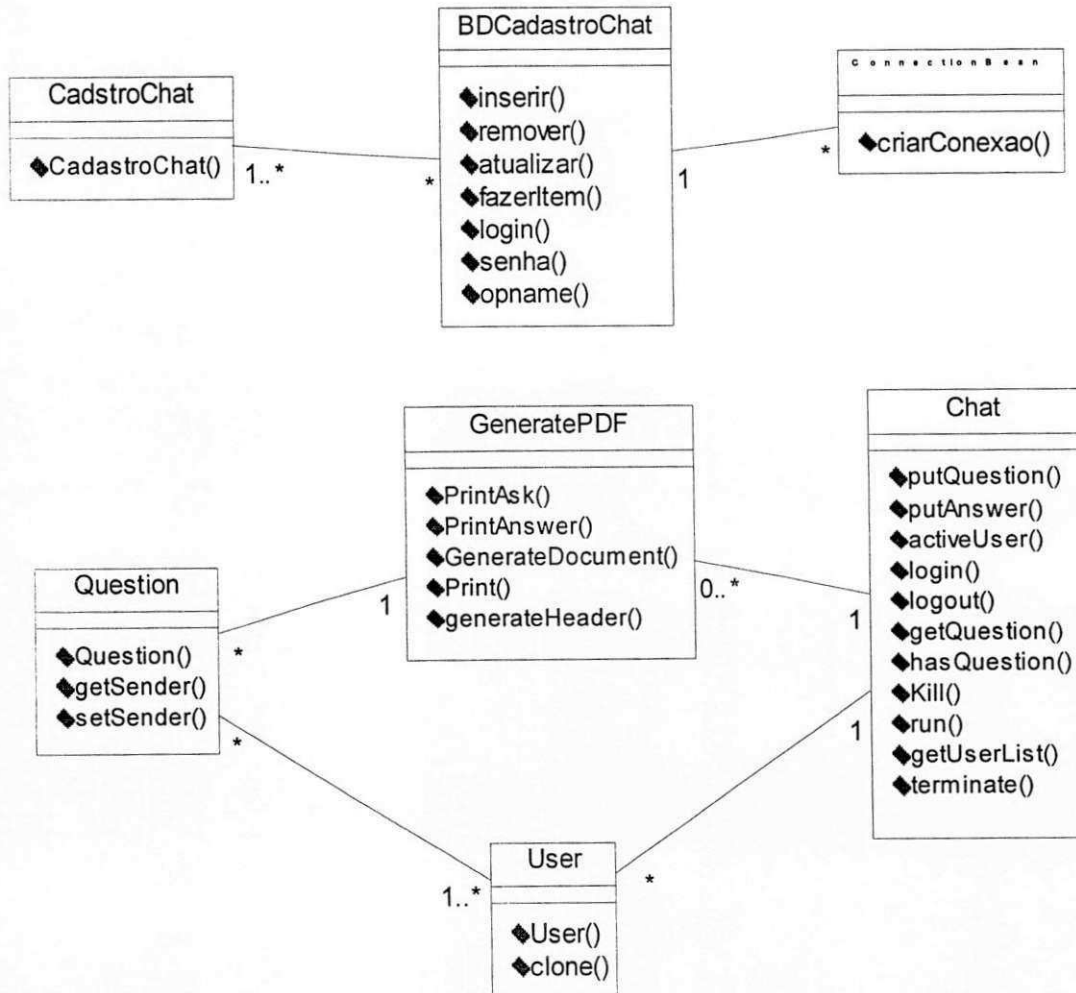 BDCadastroChat
inserir()
remover()
atualizar()
fazerItem()
login()
senha()
opname()
CadstroChat
CadastroChat()
ConnectionBean
criarConexao()
1..*
*
1
*
GeneratePDF
PrintAsk()
PrintAnswer()
GenerateDocument()
Print()
generateHeader()
Chat
putQuestion()
putAnswer()
activeUser()
login()
logout()
getQuestion()
hasQuestion()
Kill()
run()
getUserList()
terminate()
Question
Question()
getSender()
setSender()
1
*
0..*
1
*
1
1..*
*
User
User()
clone()